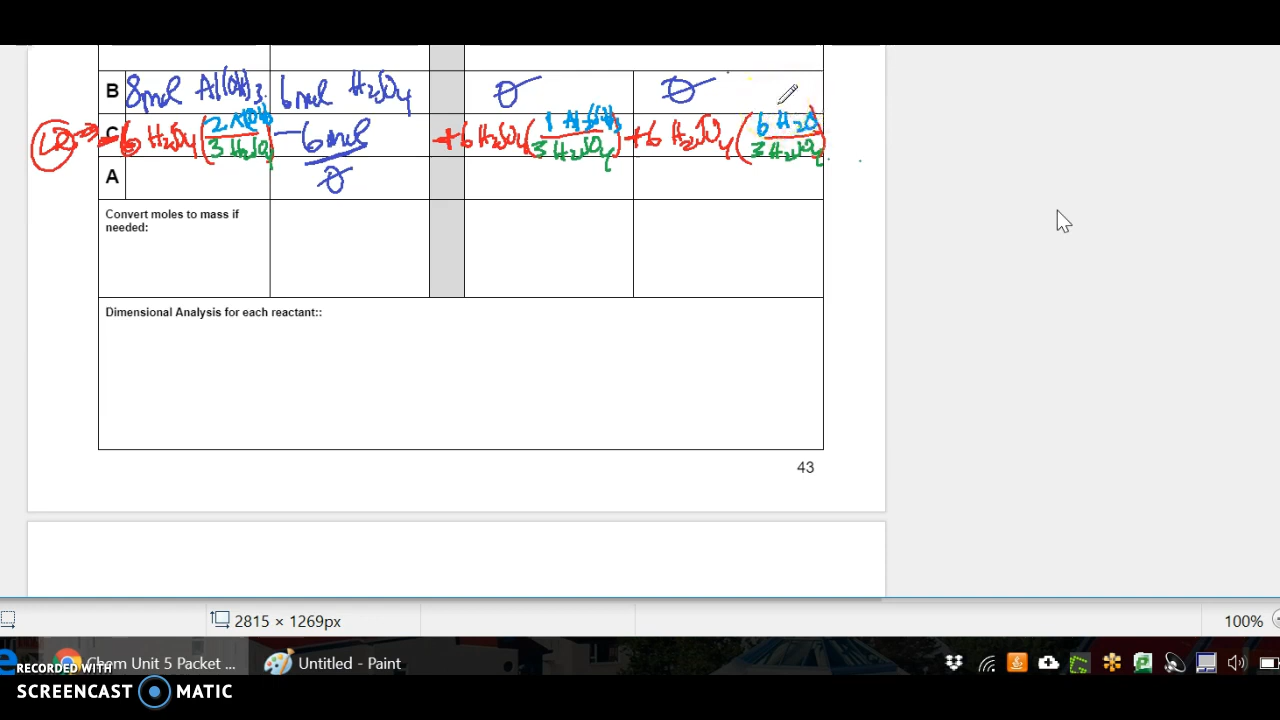 B 8mol Al(OH)3 6mol H2SO4 0 0
LR C - 6 H2SO4 (2 Al(OH)3 / 3 H2SO4) -6mol +6 H2SO4 (1 Al2(SO4)3 / 3 H2SO4) +6 H2SO4 (6 H2O / 3 H2SO4)
A 0
Convert moles to mass if
needed:
Dimensional Analysis for each reactant::
43
2815 × 1269px
100%
Chem Unit 5 Packet ...
Untitled - Paint
RECORDED WITH
SCREENCAST MATIC